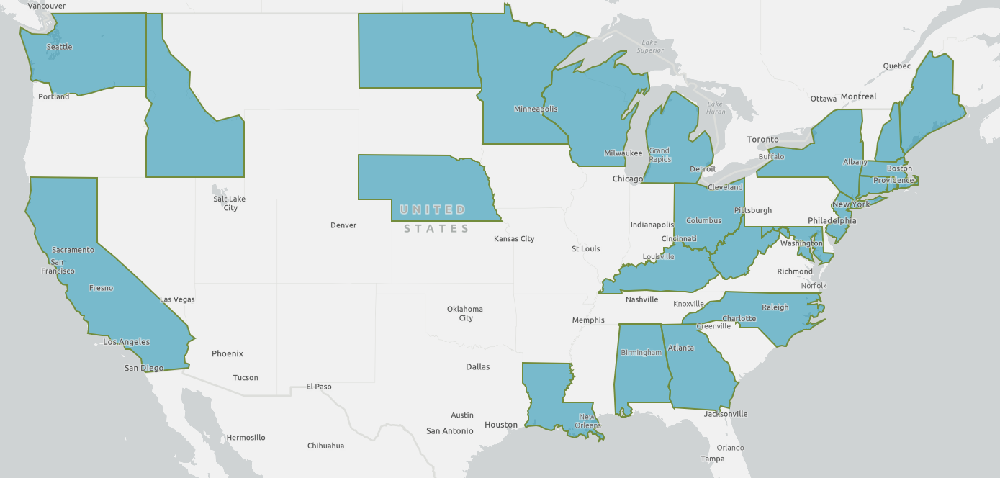 Vancouver
Seattle
Portland
Minneapolis
Lake
Superior
Lake
Huron
Quebec
Ottawa
Montreal
Toronto
Buffalo
Albany
Boston
Providence
Milwaukee
Grand
Rapids
Detroit
Chicago
Cleveland
New York
Philadelphia
Pittsburgh
Salt Lake
City
UNITED
STATES
Denver
Kansas City
St Louis
Indianapolis
Columbus
Cincinnati
Louisville
Washington
Richmond
Norfolk
Sacramento
San
Francisco
Fresno
Las Vegas
Los Angeles
San Diego
Phoenix
Tucson
El Paso
Oklahoma
City
Nashville
Knoxville
Memphis
Raleigh
Charlotte
Greenville
Birmingham
Atlanta
Dallas
Austin
Houston
San Antonio
New
Orleans
Jacksonville
Orlando
Tampa
Hermosillo
Chihuahua